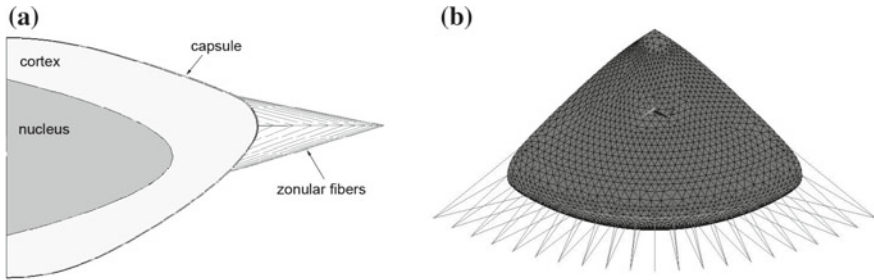 (a)
capsule
cortex
nucleus
zonular fibers
(b)